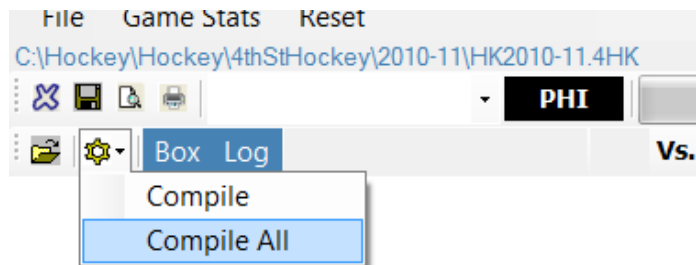 File Game Stats Reset
C:\Hockey\Hockey\4thStHockey\2010-11\HK2010-11.4HK
PHI
Box Log Vs.
Compile
Compile All